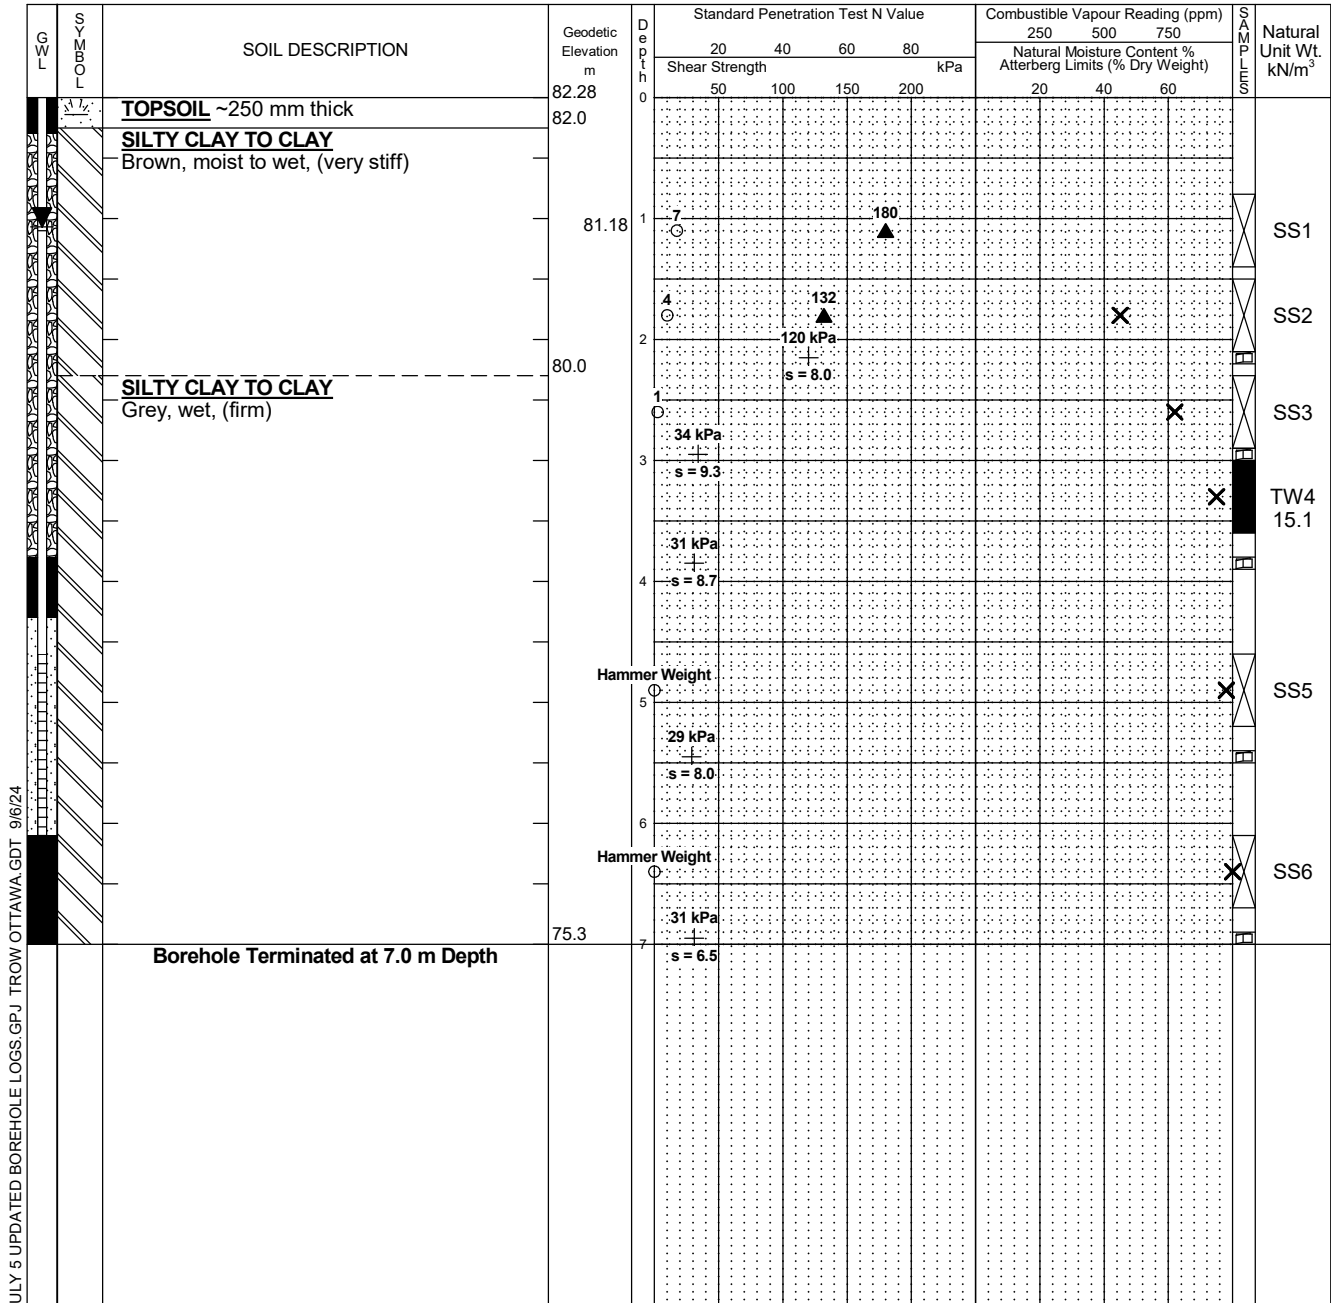 GWL
SYMBOL
SOIL DESCRIPTION
Geodetic
Elevation
m
Depth
Standard Penetration Test N Value
20 40 60 80
Shear Strength kPa
50 100 150 200
Combustible Vapour Reading (ppm)
250 500 750
Natural Moisture Content %
Atterberg Limits (% Dry Weight)
20 40 60
SAMPLES
Natural
Unit Wt.
kN/m³
82.28
0
TOPSOIL ~250 mm thick
82.0
SILTY CLAY TO CLAY
Brown, moist to wet, (very stiff)
81.18
1
7
180
SS1
4
132
SS2
2
120 kPa
s = 8.0
80.0
SILTY CLAY TO CLAY
Grey, wet, (firm)
1
SS3
34 kPa
3
s = 9.3
TW4
15.1
31 kPa
4
s = 8.7
Hammer Weight
SS5
5
29 kPa
s = 8.0
6
Hammer Weight
SS6
31 kPa
75.3
7
s = 6.5
Borehole Terminated at 7.0 m Depth
ULY 5 UPDATED BOREHOLE LOGS.GPJ TROW OTTAWA.GDT 9/6/24